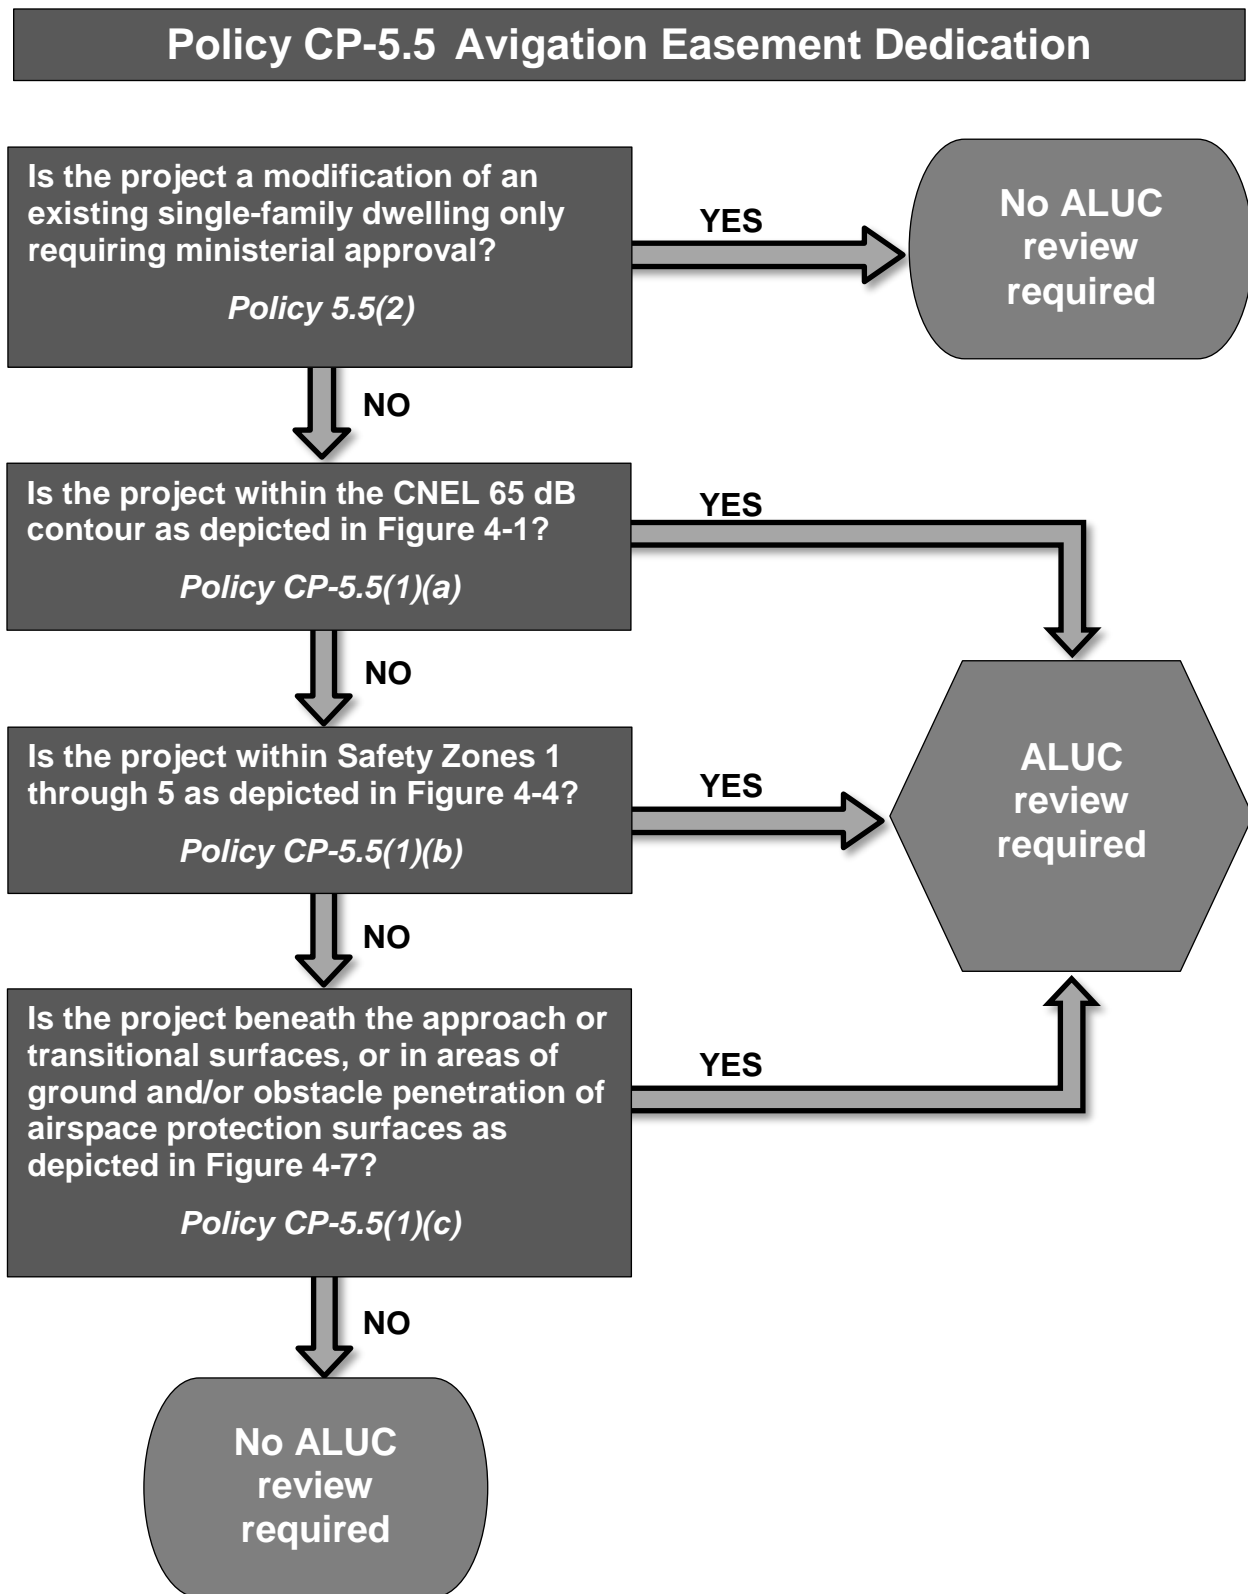 Policy CP-5.5 Avigation Easement Dedication
Is the project a modification of an
existing single-family dwelling only
requiring ministerial approval?
Policy 5.5(2)
YES
No ALUC
review
required
NO
Is the project within the CNEL 65 dB
contour as depicted in Figure 4-1?
Policy CP-5.5(1)(a)
YES
NO
Is the project within Safety Zones 1
through 5 as depicted in Figure 4-4?
Policy CP-5.5(1)(b)
YES
ALUC
review
required
NO
Is the project beneath the approach or
transitional surfaces, or in areas of
ground and/or obstacle penetration of
airspace protection surfaces as
depicted in Figure 4-7?
Policy CP-5.5(1)(c)
YES
NO
No ALUC
review
required